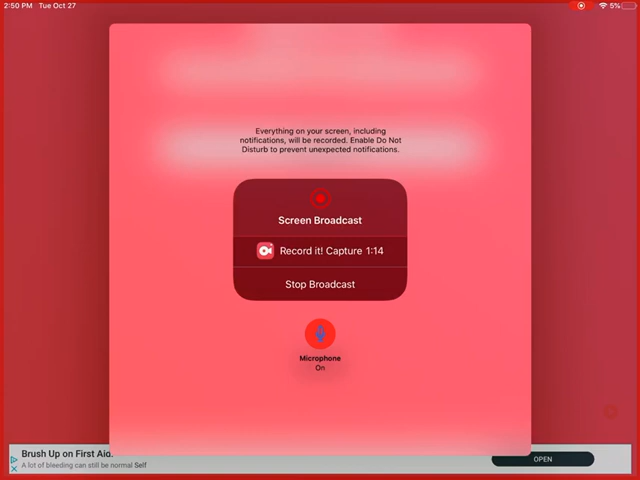 2:50 PM Tue Oct 27
5%
Everything on your screen, including
notifications, will be recorded. Enable Do Not
Disturb to prevent unexpected notifications.
Screen Broadcast
Record it! Capture 1:14
Stop Broadcast
Microphone
On
Brush Up on First Aid.
A lot of bleeding can still be normal Self
OPEN